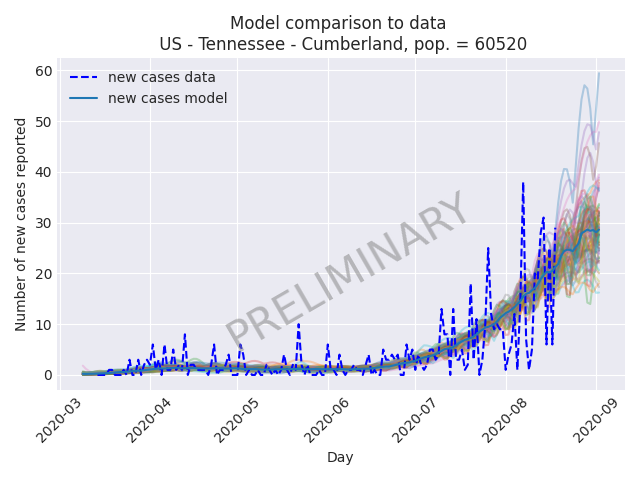 Model comparison to data
US - Tennessee - Cumberland, pop. = 60520
new cases data
new cases model
Number of new cases reported
60
50
40
30
20
10
0
PRELIMINARY
2020-03
2020-04
2020-05
2020-06
2020-07
2020-08
2020-09
Day